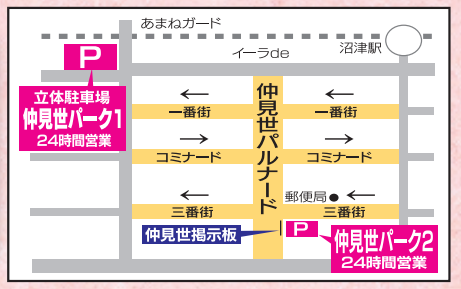 あまねガード
P
イーラde
沼津駅
立体駐車場
仲見世パーク1
24時間営業
仲見世パルナード
一番街
一番街
コミナード
コミナード
郵便局
三番街
三番街
仲見世掲示板
P
仲見世パーク2
24時間営業